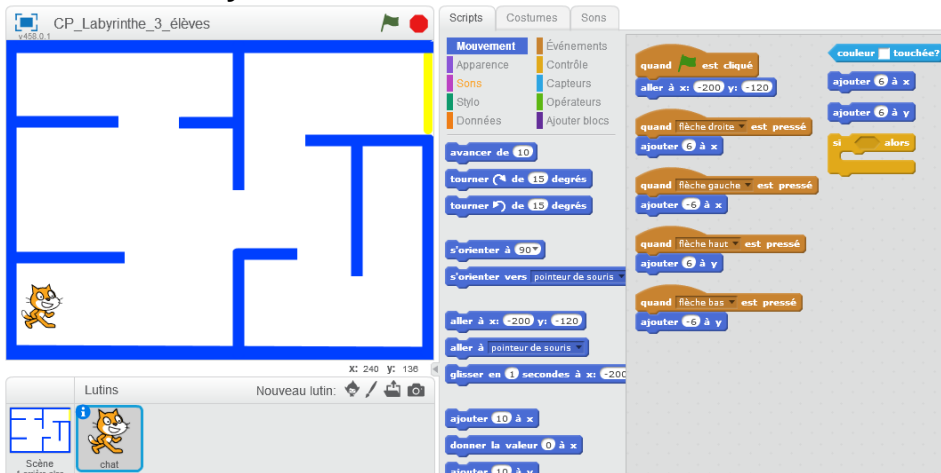 CP_Labyrinthe_3_élèves
v458.0.1
x: 240 y: 136
Lutins
Nouveau lutin:
Scène
chat
Scripts
Costumes
Sons
Mouvement
Événements
Apparence
Contrôle
Sons
Capteurs
Stylo
Opérateurs
Données
Ajouter blocs
avancer de 10
tourner de 15 degrés
tourner de 15 degrés
s'orienter à 90
s'orienter vers pointeur de souris
aller à x: -200 y: -120
aller à pointeur de souris
glisser en 1 secondes à x: -200
ajouter 10 à x
donner la valeur 0 à x
ajouter 10 à y
quand est cliqué
aller à x: -200 y: -120
quand flèche droite est pressé
ajouter 6 à x
quand flèche gauche est pressé
ajouter -6 à x
quand flèche haut est pressé
ajouter 6 à y
quand flèche bas est pressé
ajouter -6 à y
couleur touchée?
ajouter 6 à x
ajouter 6 à y
si alors